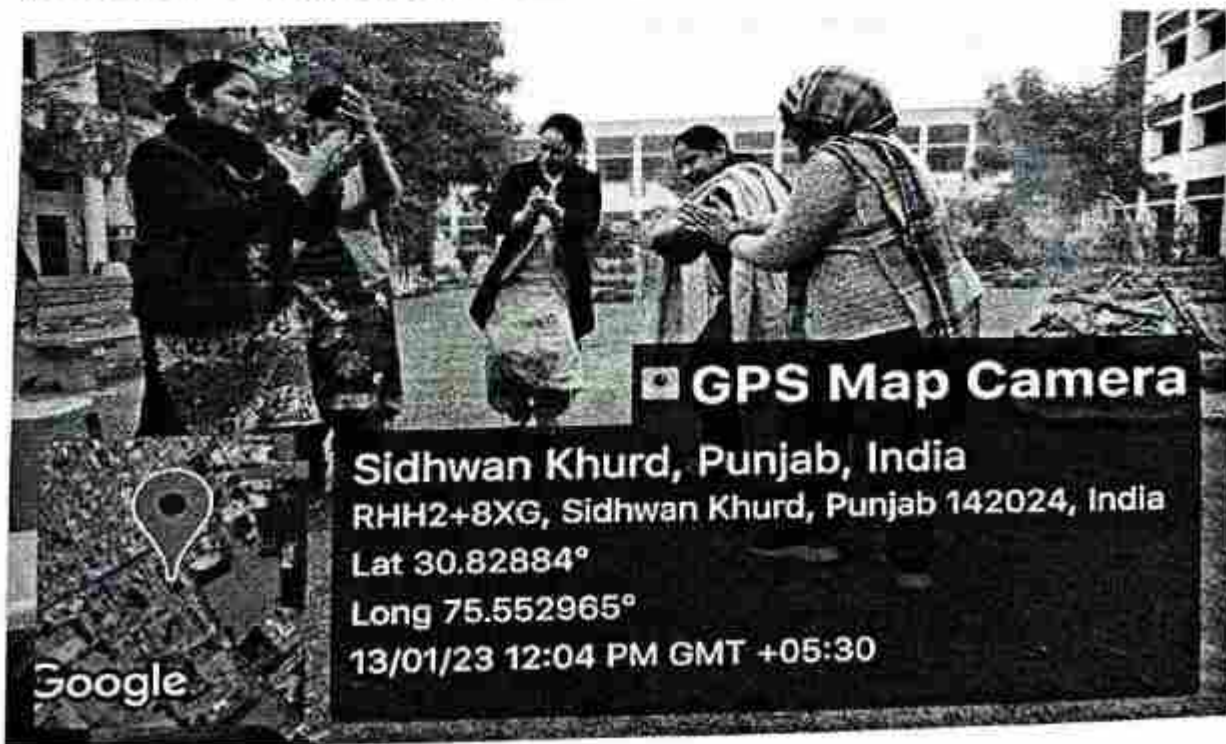 GPS Map Camera
Sidhwan Khurd, Punjab, India
RHH2+8XG, Sidhwan Khurd, Punjab 142024, India
Lat 30.82884°
Long 75.552965°
13/01/23 12:04 PM GMT +05:30
Google